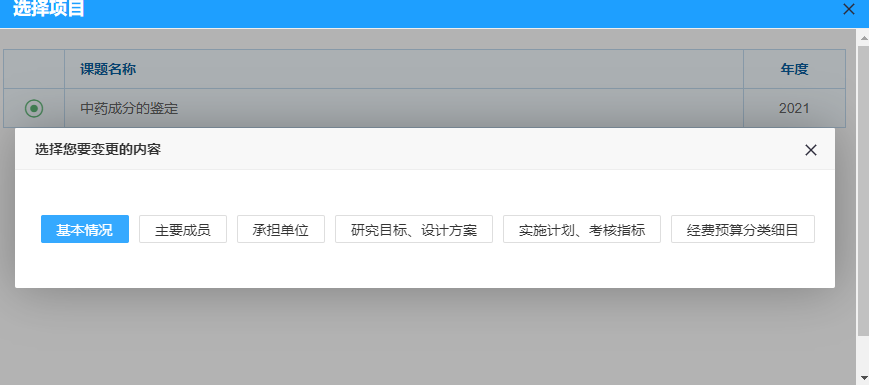 选择项目
课题名称 年度
中药成分的鉴定 2021
选择您要变更的内容
基本情况 主要成员 承担单位 研究目标、设计方案 实施计划、考核指标 经费预算分类细目